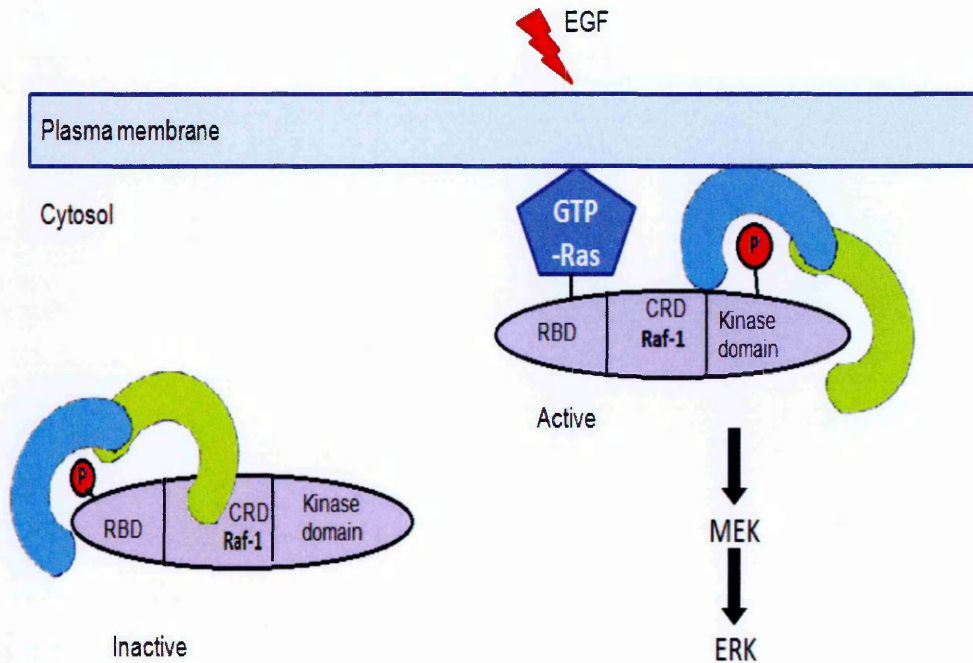 EGF
Plasma membrane
Cytosol
GTP
-Ras
P
RBD
CRD
Raf-1
Kinase
domain
Active
P
RBD
CRD
Raf-1
Kinase
domain
Inactive
MEK
ERK